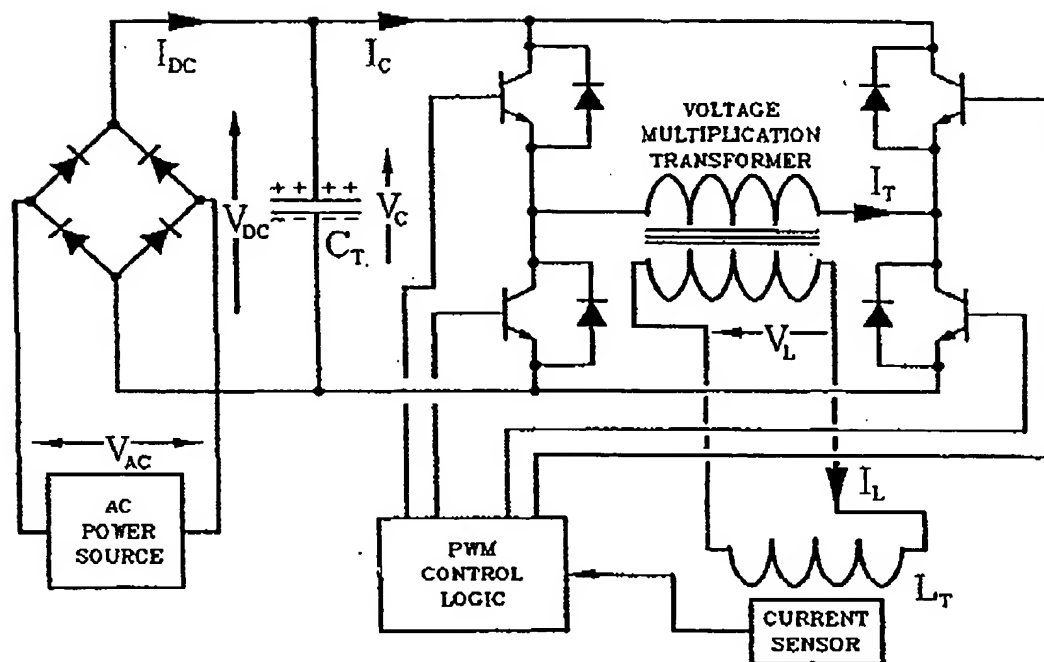 I_DC
I_C
VOLTAGE
MULTIPLICATION
TRANSFORMER
I_T
V_DC
+ + + +
- - - -
C_T.
V_C
V_L
V_AC
I_L
AC
POWER
SOURCE
PWM
CONTROL
LOGIC
L_T
CURRENT
SENSOR